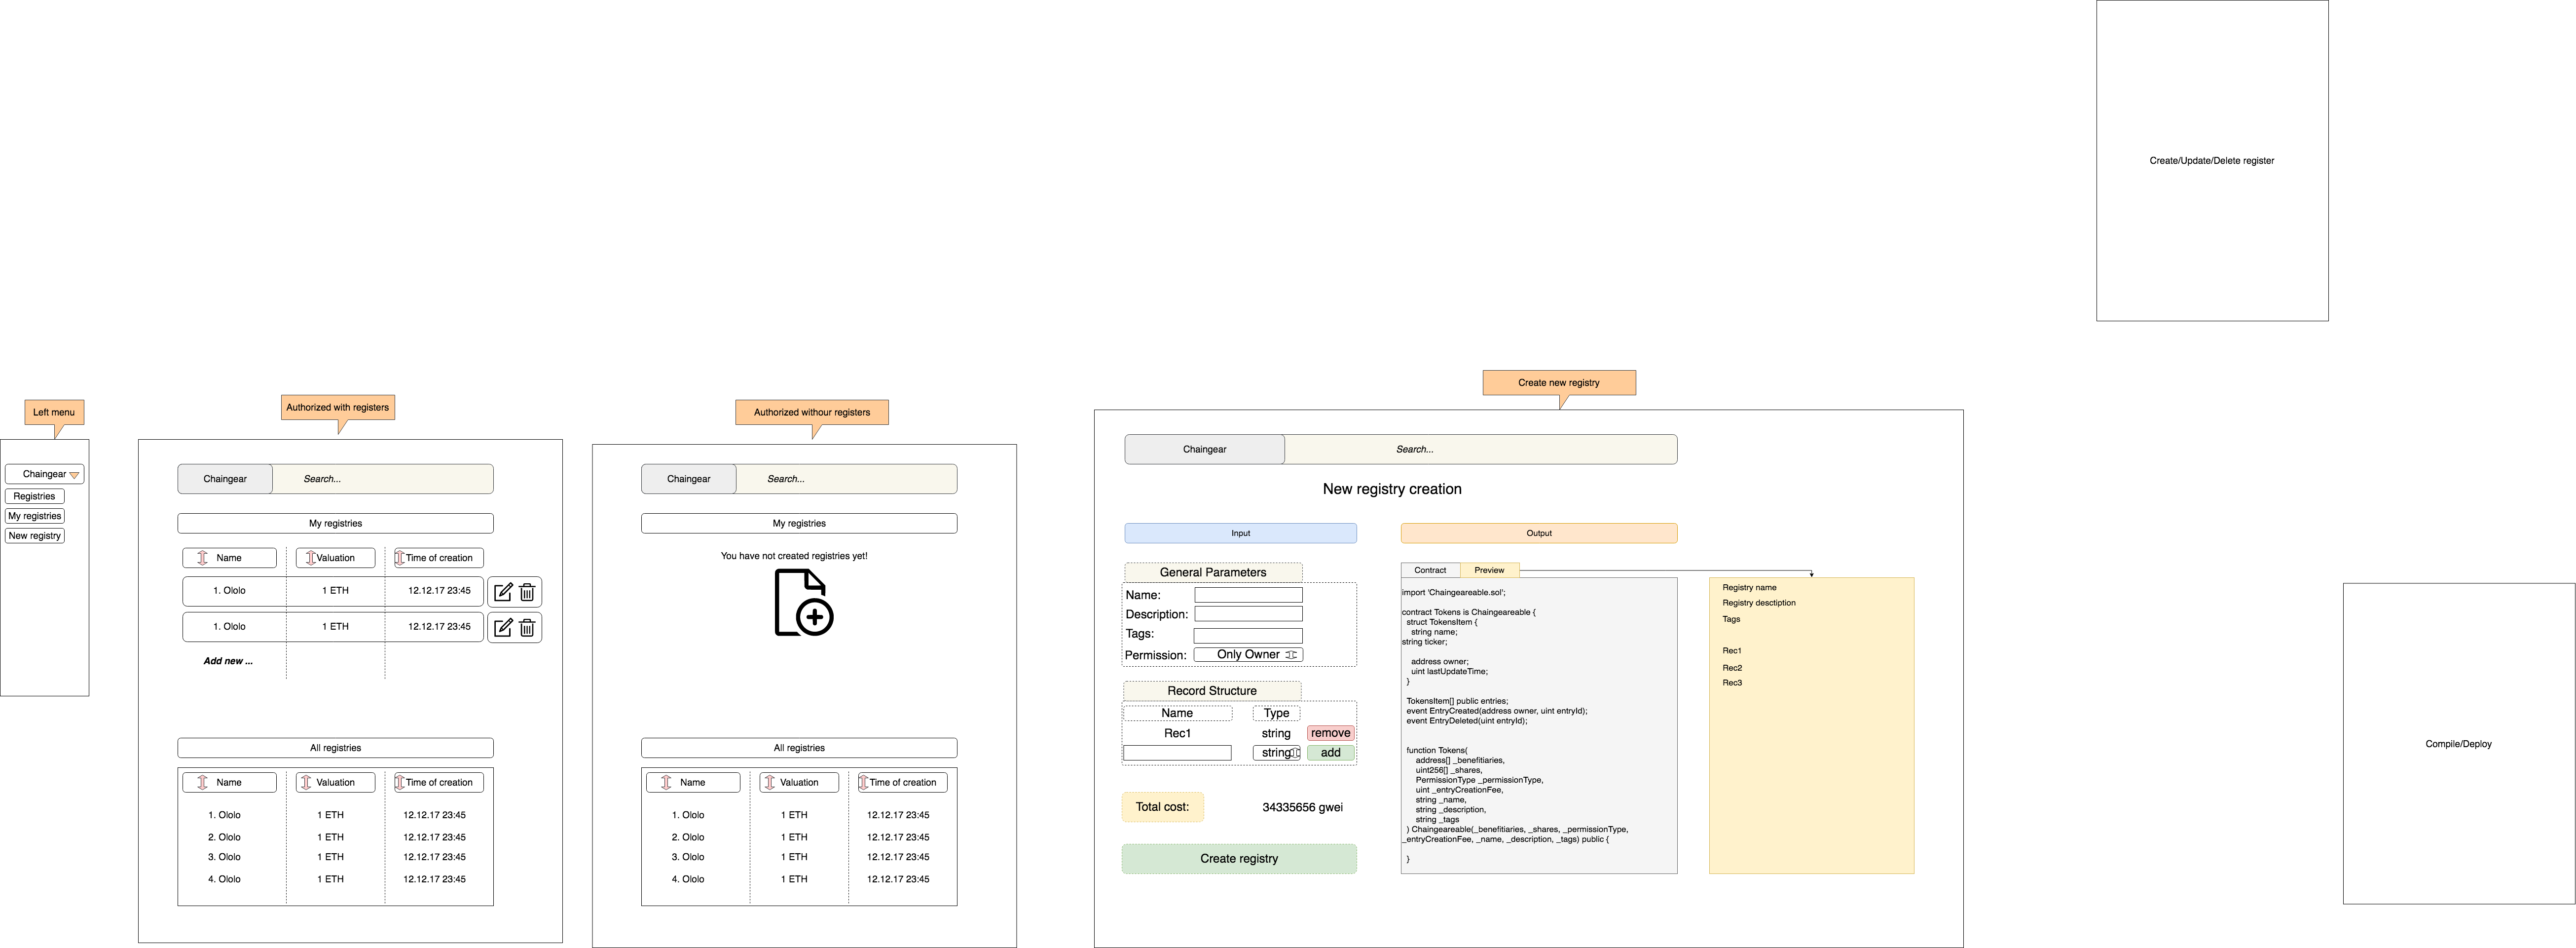 Create/Update/Delete register
Left menu
Chaingear
Registries
My registries
New registry
Authorized with registers
Chaingear
Search...
My registries
Name
Valuation
Time of creation
1. Ololo
1 ETH
12.12.17 23:45
1. Ololo
1 ETH
12.12.17 23:45
Add new ...
All registries
Name
Valuation
Time of creation
1. Ololo
1 ETH
12.12.17 23:45
2. Ololo
1 ETH
12.12.17 23:45
3. Ololo
1 ETH
12.12.17 23:45
4. Ololo
1 ETH
12.12.17 23:45
Authorized withour registers
Chaingear
Search...
My registries
You have not created registries yet!
All registries
Name
Valuation
Time of creation
1. Ololo
1 ETH
12.12.17 23:45
2. Ololo
1 ETH
12.12.17 23:45
3. Ololo
1 ETH
12.12.17 23:45
4. Ololo
1 ETH
12.12.17 23:45
Create new registry
Chaingear
Search...
New registry creation
Input
General Parameters
Name:
Description:
Tags:
Permission:
Only Owner
Record Structure
Name
Type
Rec1
string
remove
string
add
Total cost:
34335656 gwei
Create registry
Output
Contract
Preview
import 'Chaingeareable.sol';
contract Tokens is Chaingeareable {
struct TokensItem {
string name;
string ticker;
address owner;
uint lastUpdateTime;
}
TokensItem[] public entries;
event EntryCreated(address owner, uint entryId);
event EntryDeleted(uint entryId);
function Tokens(
address[] _benefitiaries,
uint256[] _shares,
PermissionType _permissionType,
uint _entryCreationFee,
string _name,
string _description,
string _tags
) Chaingeareable(_benefitiaries, _shares, _permissionType,
_entryCreationFee, _name, _description, _tags) public {
}
Registry name
Registry desctiption
Tags
Rec1
Rec2
Rec3
Compile/Deploy